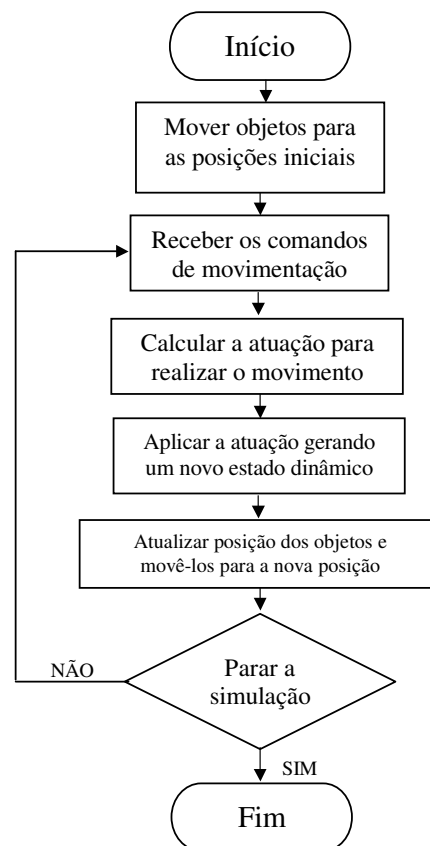 Início
Mover objetos para
as posições iniciais
Receber os comandos
de movimentação
Calcular a atuação para
realizar o movimento
Aplicar a atuação gerando
um novo estado dinâmico
Atualizar posição dos objetos e
movê-los para a nova posição
NÃO
Parar a
simulação
SIM
Fim